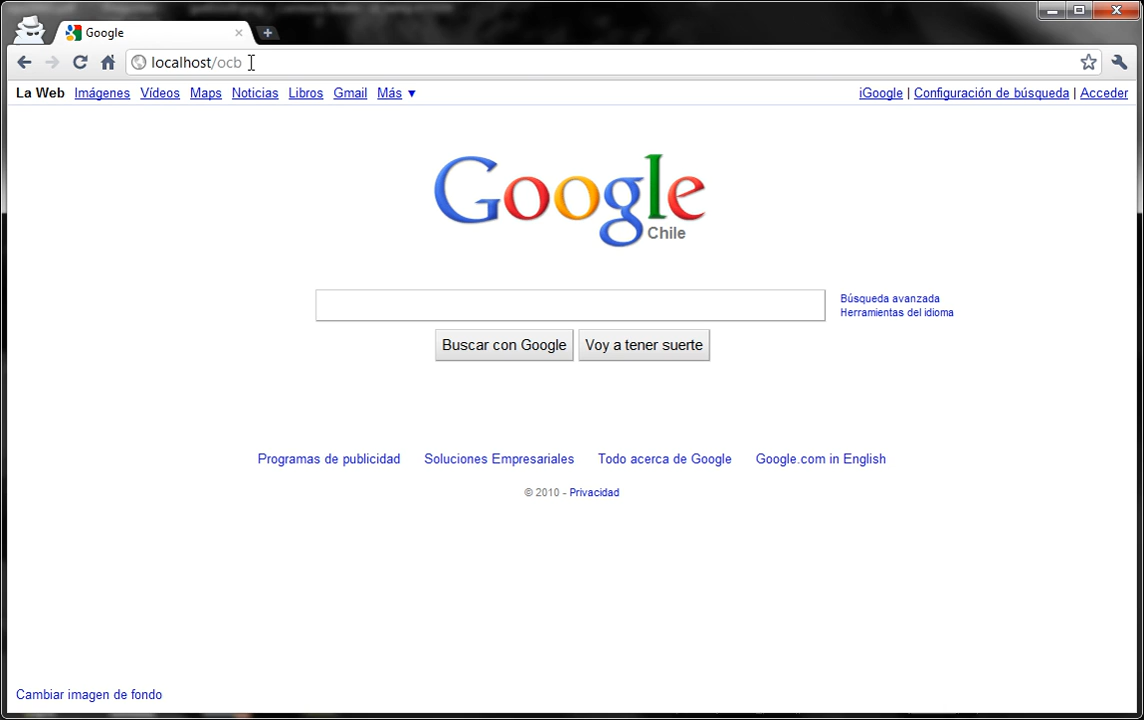 Google
localhost/ocb
La Web Imágenes Vídeos Maps Noticias Libros Gmail Más ▼ iGoogle | Configuración de búsqueda | Acceder
Google
Chile
Búsqueda avanzada
Herramientas del idioma
Buscar con Google Voy a tener suerte
Programas de publicidad Soluciones Empresariales Todo acerca de Google Google.com in English
© 2010 - Privacidad
Cambiar imagen de fondo